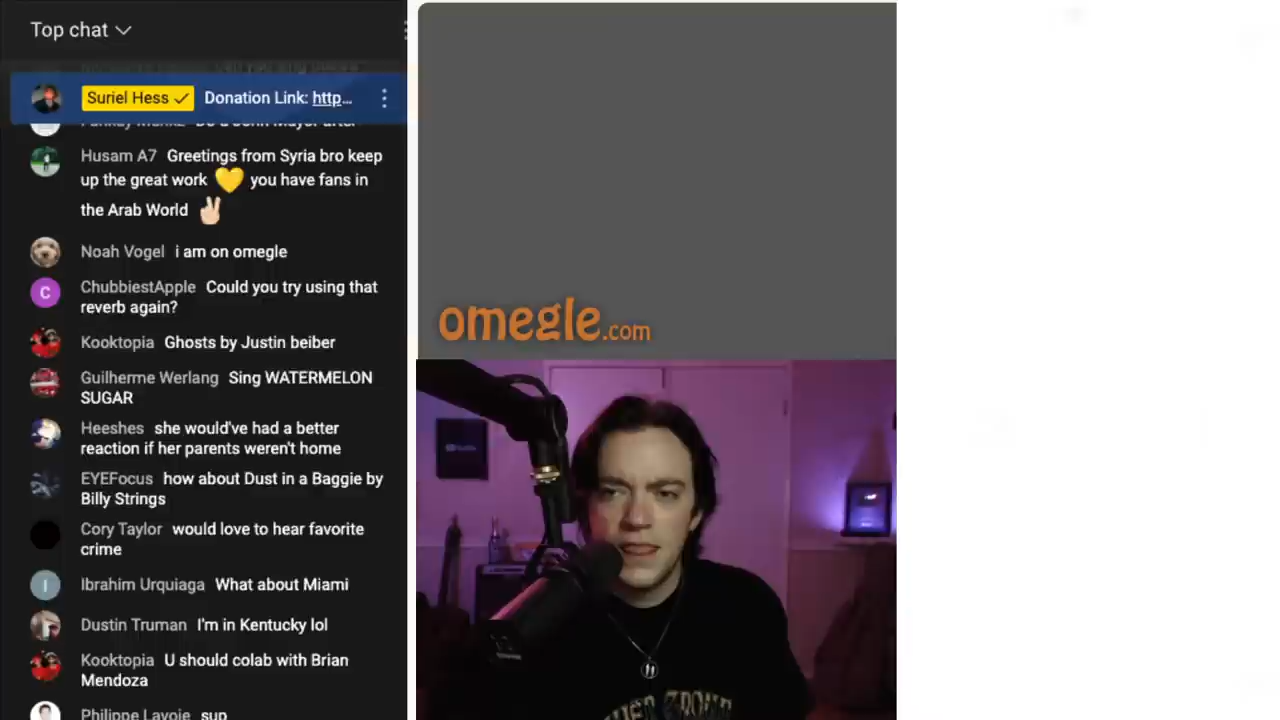 Top chat
Suriel Hess Donation Link: http...
Husam A7 Greetings from Syria bro keep
up the great work 💛 you have fans in
the Arab World ✌🏻
Noah Vogel i am on omegle
C ChubbiestApple Could you try using that
reverb again?
Kooktopia Ghosts by Justin beiber
Guilherme Werlang Sing WATERMELON
SUGAR
Heeshes she would've had a better
reaction if her parents weren't home
EYEFocus how about Dust in a Baggie by
Billy Strings
Cory Taylor would love to hear favorite
crime
I Ibrahim Urquiaga What about Miami
Dustin Truman I'm in Kentucky lol
Kooktopia U should colab with Brian
Mendoza
Philippe Lavoie sup
omegle.com